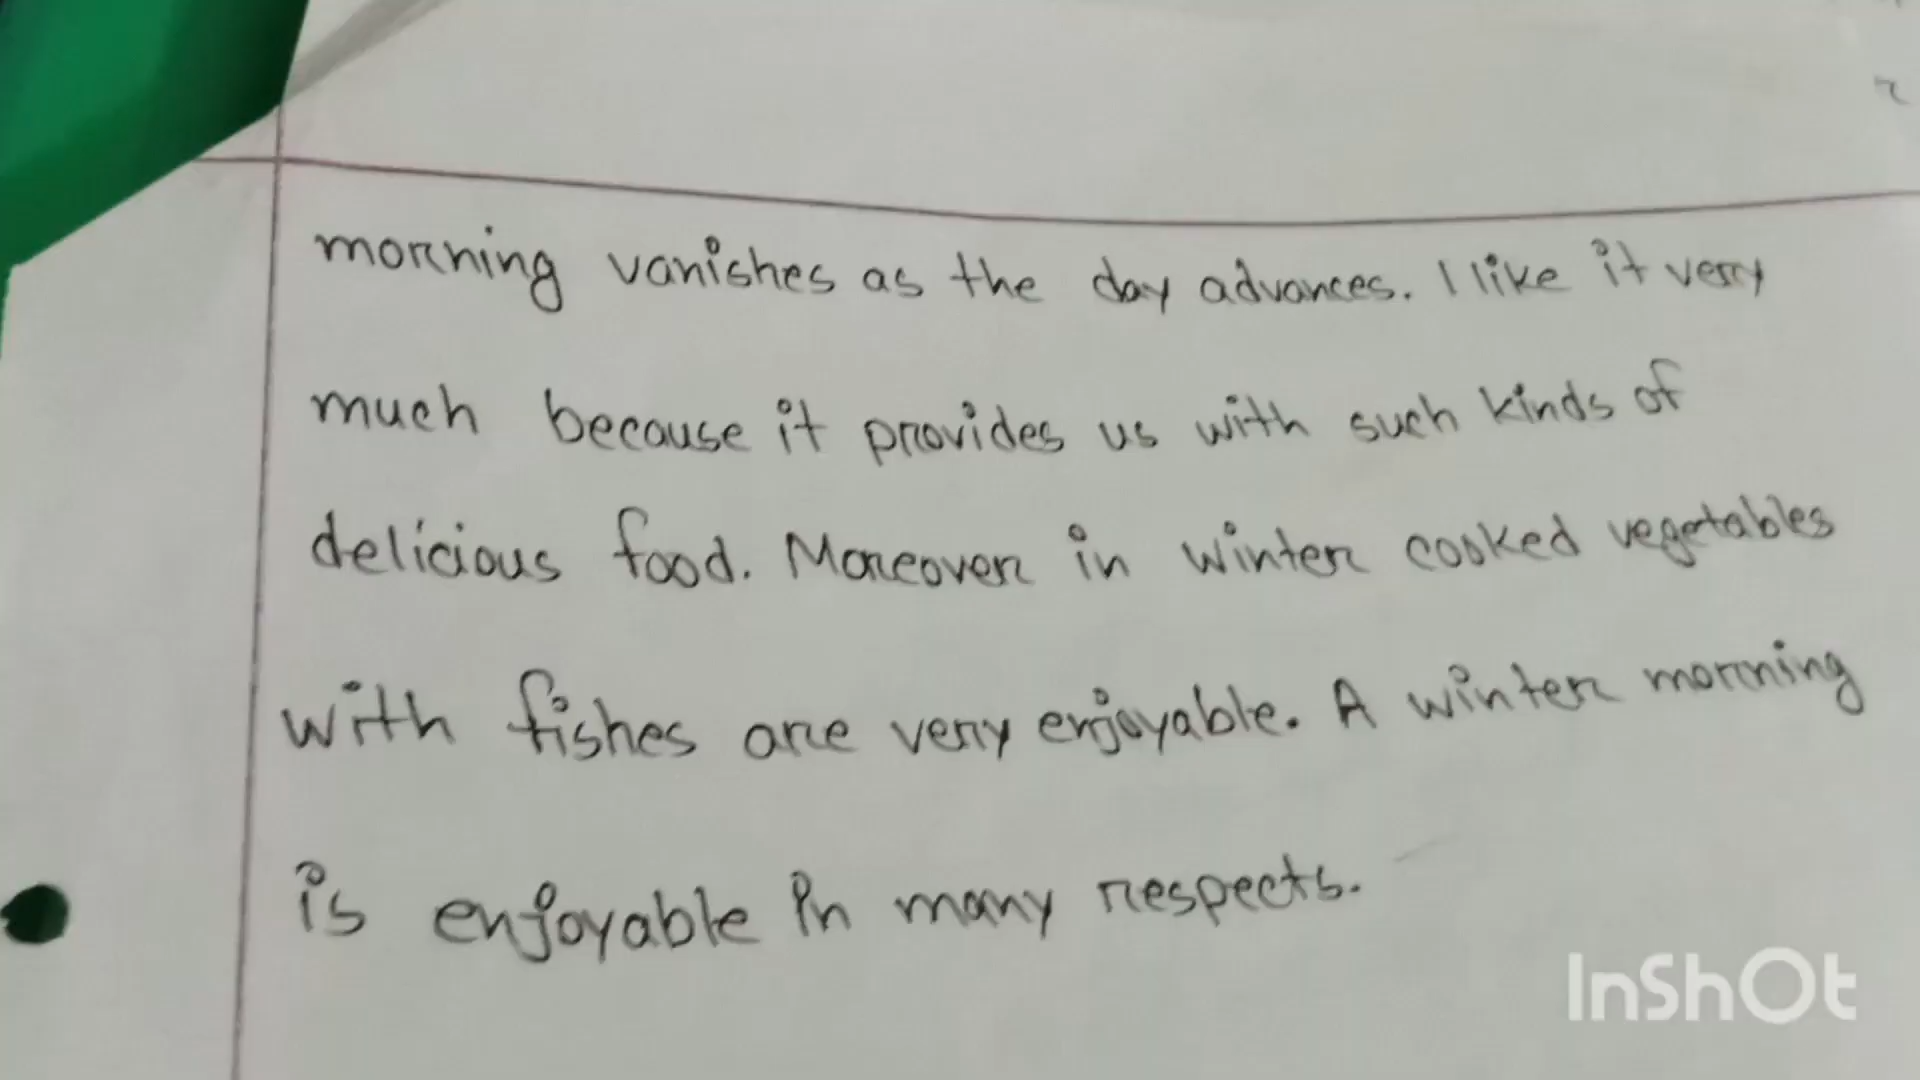 morning vanishes as the day advances. I like it very
much because it provides us with such kinds of
delicious food. Moreover in winter cooked vegetables
with fishes are very enjoyable. A winter morning
is enjoyable in many respects.
InShOt